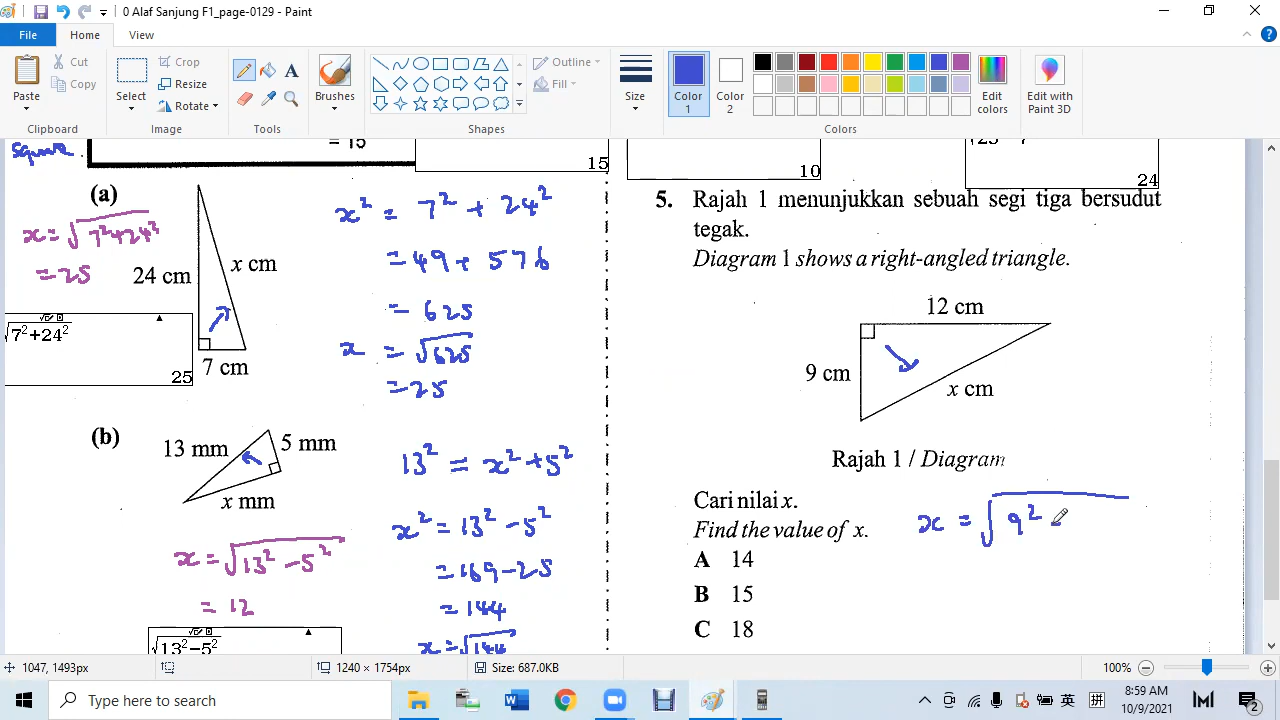 0 Alaf Sanjung F1_page-0129 - Paint
File
Home
View
Paste
Cut
Copy
Clipboard
Select
Crop
Resize
Rotate
Image
Tools
Brushes
Shapes
Outline
Fill
Size
Color 1
Color 2
Edit colors
Colors
Edit with Paint 3D
Square
= 15
15
10
24
(a)
x = √7²+24²
= 25
24 cm
x cm
7 cm
√7²+24²
25
x² = 7² + 24²
= 49 + 576
= 625
x = √625
= 25
(b)
13 mm
5 mm
x mm
x = √13² - 5²
= 12
√13²−5²
13² = x² + 5²
x² = 13² - 5²
= 169 - 25
= 144
x = √144
5. Rajah 1 menunjukkan sebuah segi tiga bersudut
tegak.
Diagram 1 shows a right-angled triangle.
12 cm
9 cm
x cm
Rajah 1 / Diagram
Cari nilai x.
Find the value of x.
x = √9²
A 14
B 15
C 18
1047, 1493px
1240 × 1754px
Size: 687.0KB
100%
Type here to search
英
拼
8:59 AM
10/9/2021
2